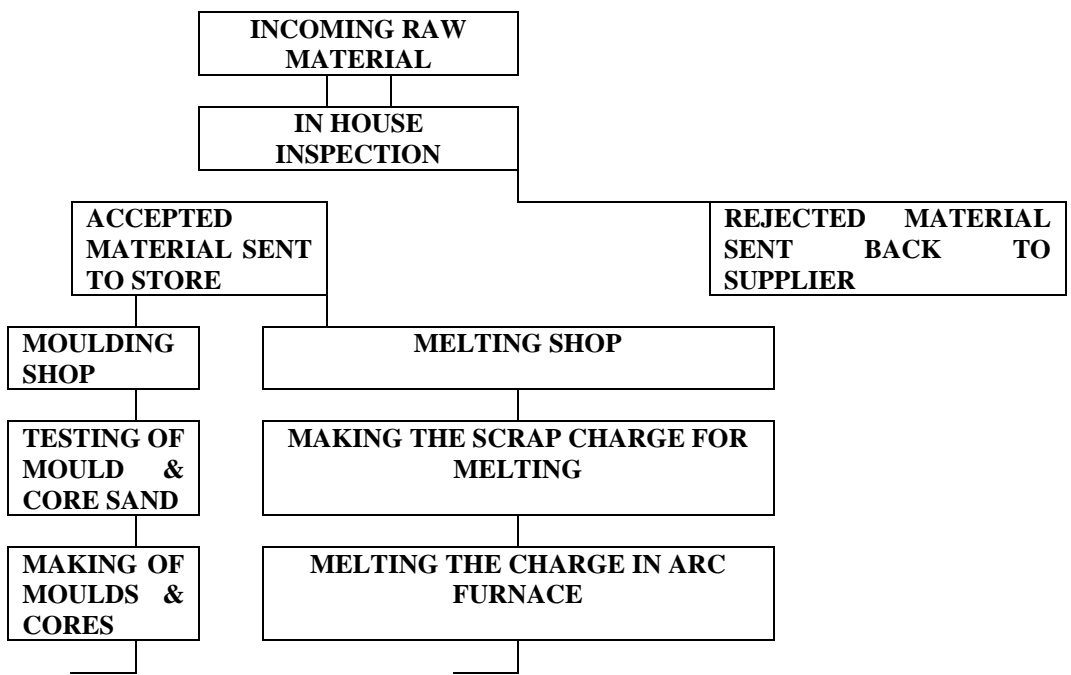 INCOMING RAW
MATERIAL
IN HOUSE
INSPECTION
ACCEPTED
MATERIAL SENT
TO STORE
REJECTED MATERIAL
SENT BACK TO
SUPPLIER
MOULDING
SHOP
MELTING SHOP
TESTING OF
MOULD &
CORE SAND
MAKING THE SCRAP CHARGE FOR
MELTING
MAKING OF
MOULDS &
CORES
MELTING THE CHARGE IN ARC
FURNACE